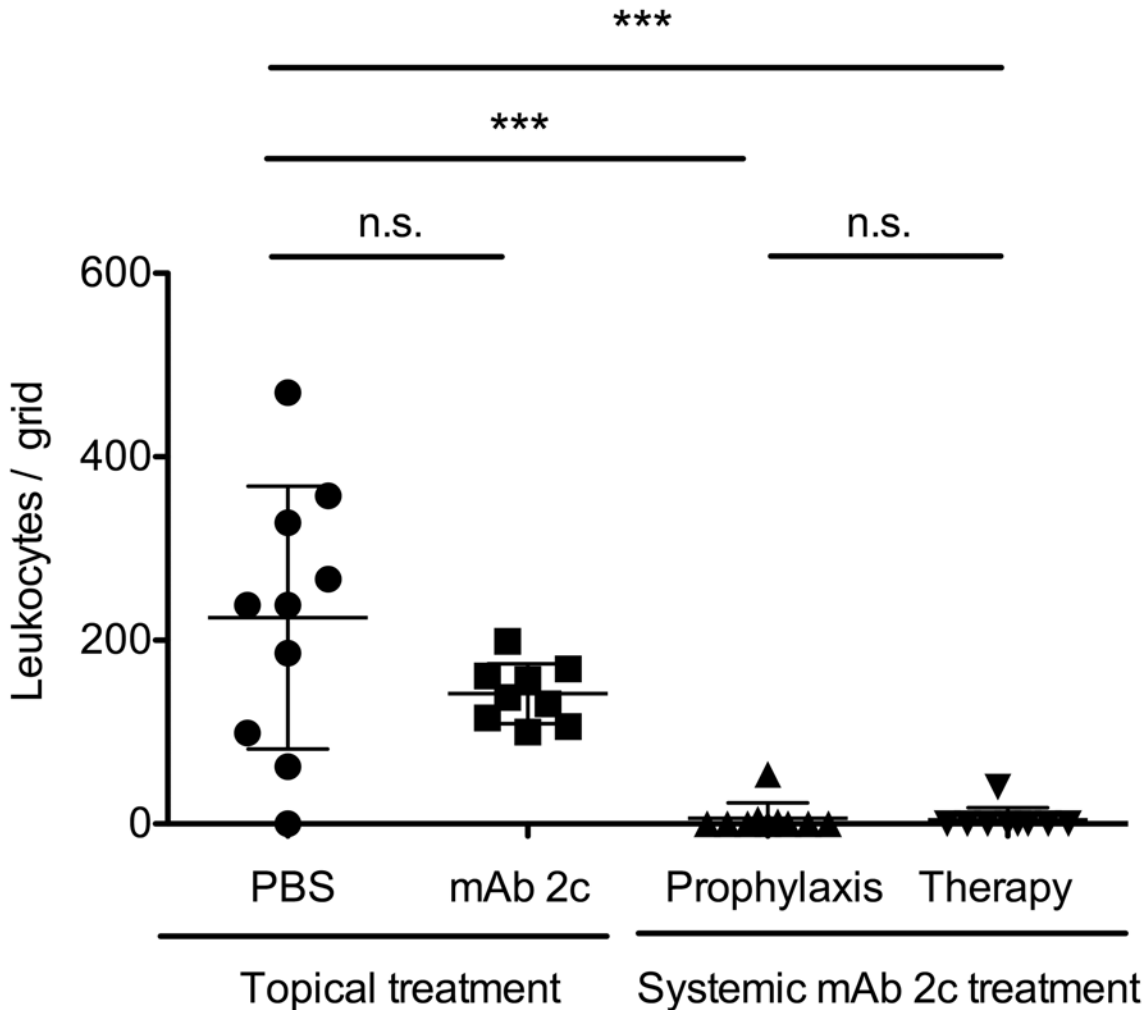 ***
***
n.s. n.s.
600
400
200
0
Leukocytes / grid
PBS mAb 2c Prophylaxis Therapy
Topical treatment Systemic mAb 2c treatment